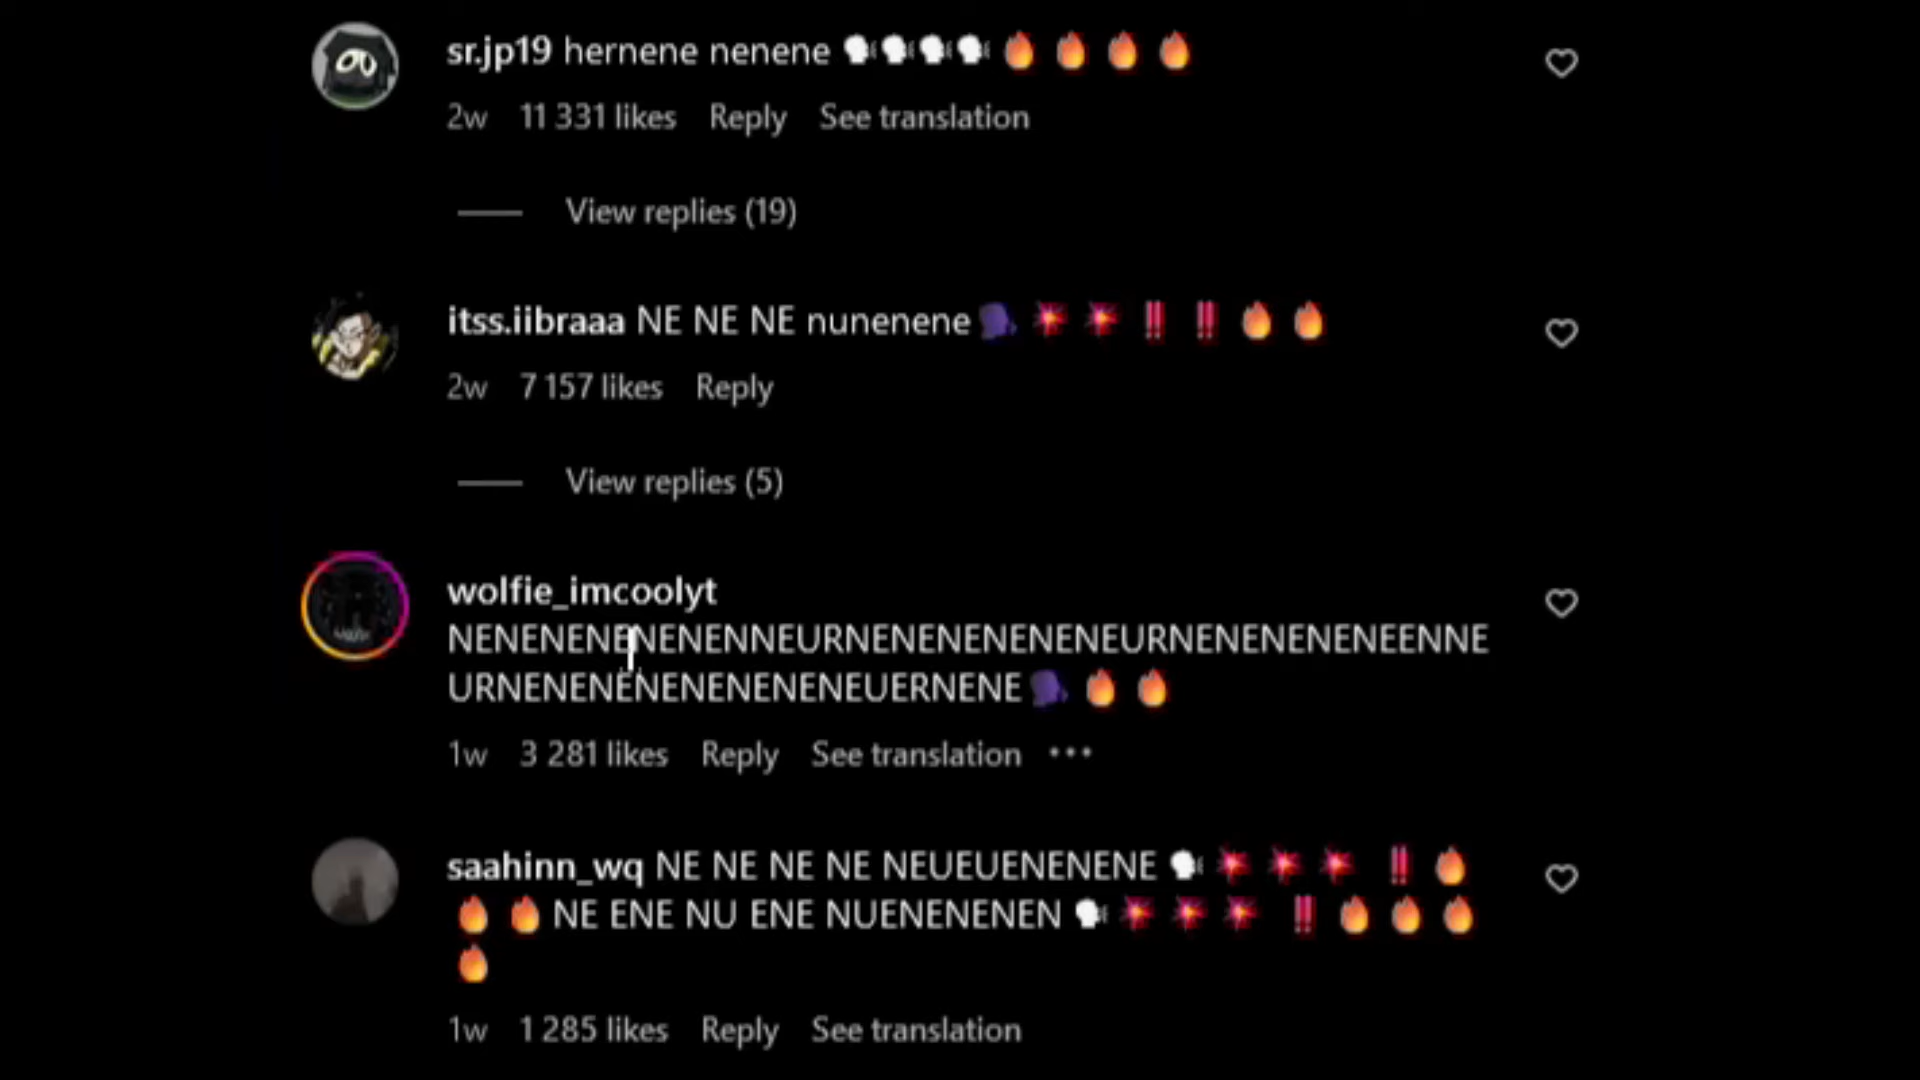 sr.jp19 hernene nenene 🗣🗣🗣🗣🔥🔥🔥🔥
2w 11 331 likes Reply See translation
View replies (19)
itss.iibraaa NE NE NE nunenene🗣💥💥‼️‼️🔥🔥
2w 7 157 likes Reply
View replies (5)
wolfie_imcoolyt
NENENENENENENNEURNENENENENENEURNENENENENEENNE
URNENENENENENENENENEUERNENE🗣🔥🔥
1w 3 281 likes Reply See translation •••
saahinn_wq NE NE NE NE NEUEUENENENE 🗣💥💥💥‼️🔥
🔥🔥NE ENE NU ENE NUENENENEN 🗣💥💥💥‼️🔥🔥🔥
🔥
1w 1 285 likes Reply See translation